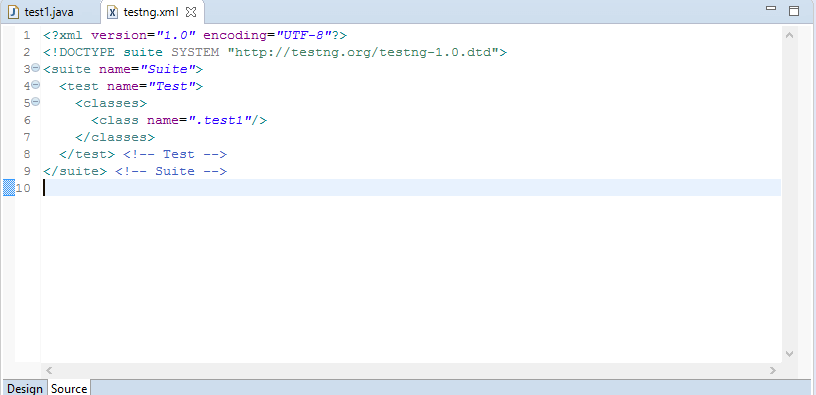 test1.java testng.xml
1 <?xml version="1.0" encoding="UTF-8"?>
2 <!DOCTYPE suite SYSTEM "http://testng.org/testng-1.0.dtd">
3 <suite name="Suite">
4 <test name="Test">
5 <classes>
6 <class name=".test1"/>
7 </classes>
8 </test> <!-- Test -->
9 </suite> <!-- Suite -->
10
Design Source